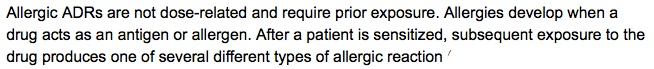 Allergic ADRs are not dose-related and require prior exposure. Allergies develop when a
drug acts as an antigen or allergen. After a patient is sensitized, subsequent exposure to the
drug produces one of several different types of allergic reaction